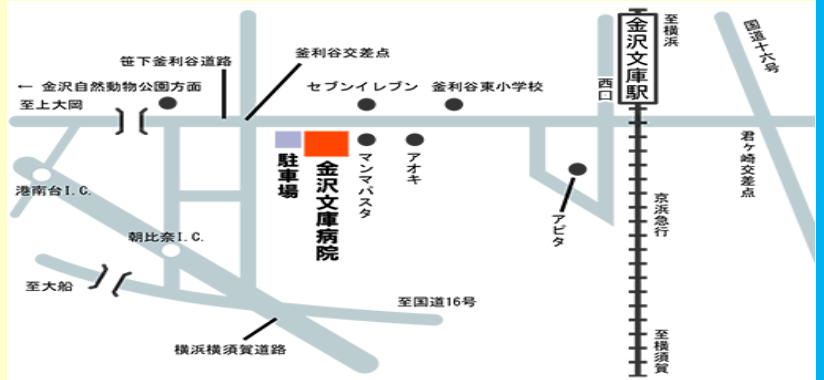 至横浜
国道十六号
金沢文庫駅
釜利谷交差点
笹下釜利谷道路
← 金沢自然動物公園方面
セブンイレブン
釜利谷東小学校
西口
至上大岡
君ヶ崎交差点
駐車場
金沢文庫病院
マンマパスタ
アオキ
港南台I.C.
アピタ
京浜急行
朝比奈I.C.
至大船
至国道16号
横浜横須賀道路
至横須賀